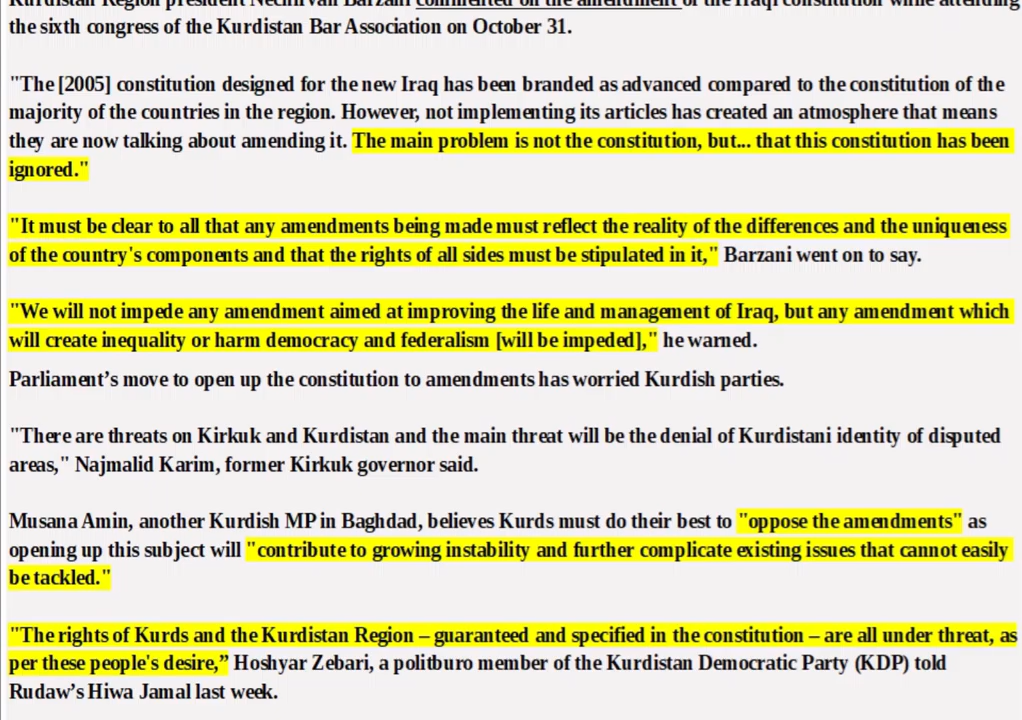 Kurdistan Region president Nechirvan Barzani commented on the amendment of the Iraqi constitution while attending
the sixth congress of the Kurdistan Bar Association on October 31.
"The [2005] constitution designed for the new Iraq has been branded as advanced compared to the constitution of the
majority of the countries in the region. However, not implementing its articles has created an atmosphere that means
they are now talking about amending it. The main problem is not the constitution, but... that this constitution has been
ignored."
"It must be clear to all that any amendments being made must reflect the reality of the differences and the uniqueness
of the country's components and that the rights of all sides must be stipulated in it," Barzani went on to say.
"We will not impede any amendment aimed at improving the life and management of Iraq, but any amendment which
will create inequality or harm democracy and federalism [will be impeded]," he warned.
Parliament’s move to open up the constitution to amendments has worried Kurdish parties.
"There are threats on Kirkuk and Kurdistan and the main threat will be the denial of Kurdistani identity of disputed
areas," Najmalid Karim, former Kirkuk governor said.
Musana Amin, another Kurdish MP in Baghdad, believes Kurds must do their best to "oppose the amendments" as
opening up this subject will "contribute to growing instability and further complicate existing issues that cannot easily
be tackled."
"The rights of Kurds and the Kurdistan Region – guaranteed and specified in the constitution – are all under threat, as
per these people's desire,” Hoshyar Zebari, a politburo member of the Kurdistan Democratic Party (KDP) told
Rudaw’s Hiwa Jamal last week.